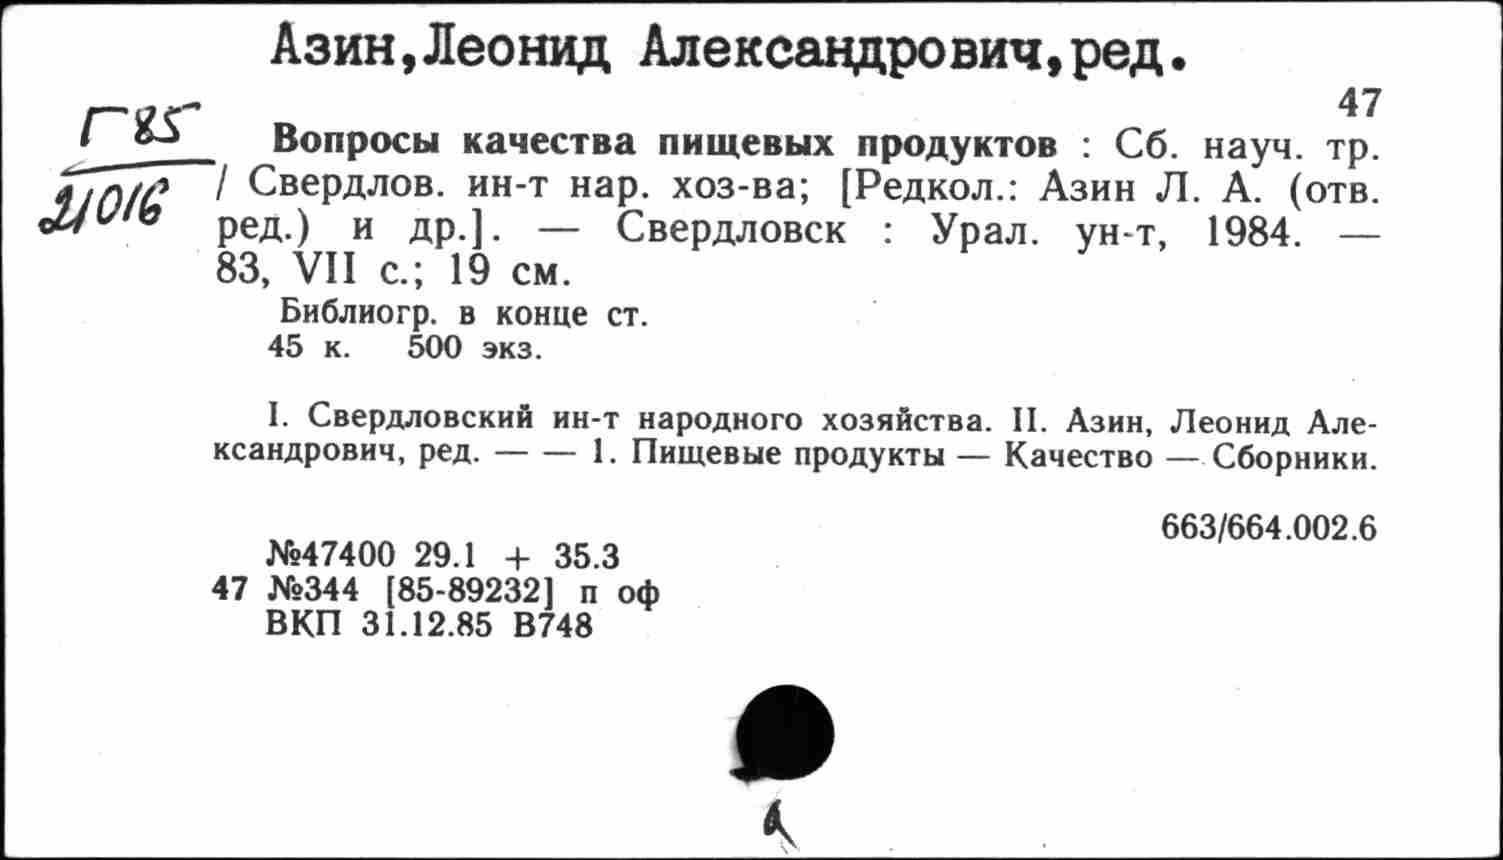 Азин,Леонид Александрович,ред.
47
Г85
21016
Вопросы качества пищевых продуктов : Сб. науч. тр.
/ Свердлов. ин-т нар. хоз-ва; [Редкол.: Азин Л. А. (отв.
ред.) и др.]. — Свердловск : Урал. ун-т, 1984. —
83, VII с.; 19 см.
Библиогр. в конце ст.
45 к. 500 экз.
I. Свердловский ин-т народного хозяйства. II. Азин, Леонид Але-
ксандрович, ред. — — 1. Пищевые продукты — Качество — Сборники.
663/664.002.6
№47400 29.1 + 35.3
47 №344 [85-89232] п оф
ВКП 31.12.85 В748
а